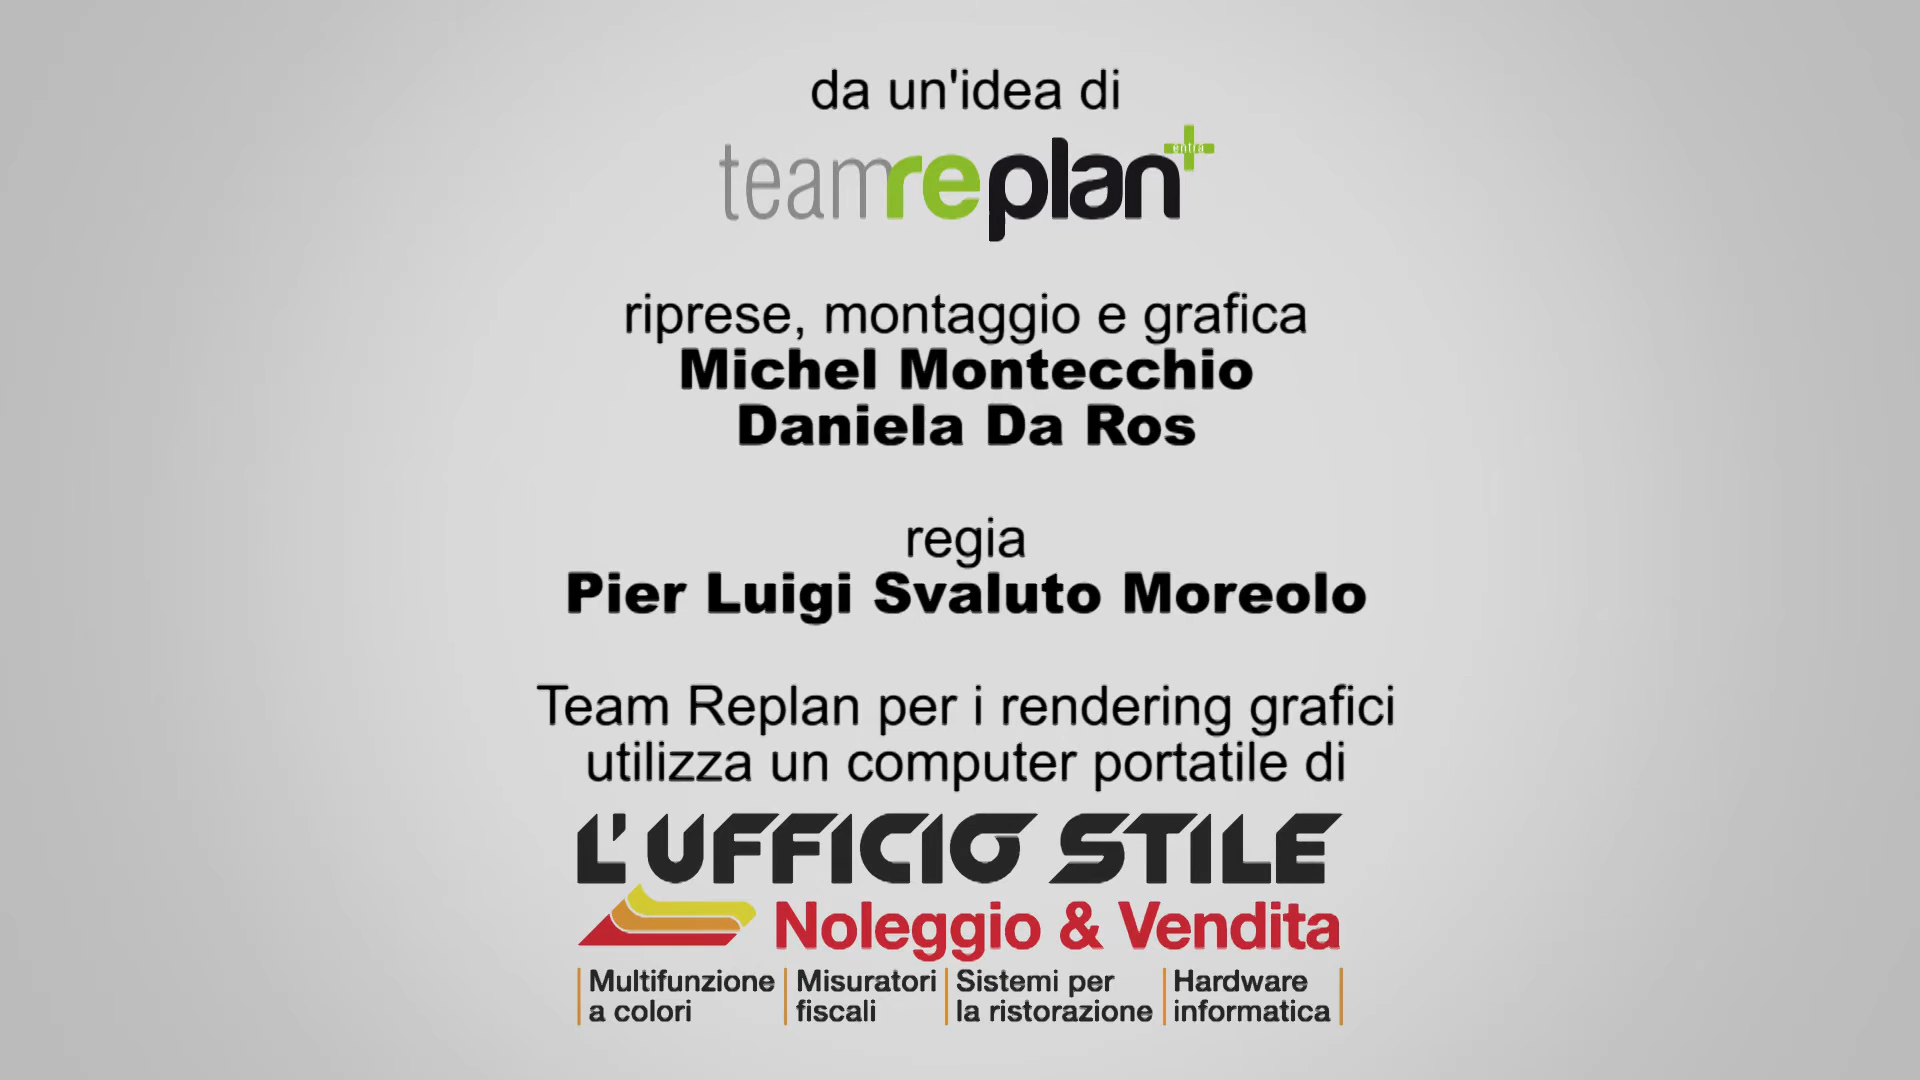 da un'idea di
teamreplan
entra
riprese, montaggio e grafica
Michel Montecchio
Daniela Da Ros
regia
Pier Luigi Svaluto Moreolo
Team Replan per i rendering grafici
utilizza un computer portatile di
L'UFFICIO STILE
Noleggio & Vendita
Multifunzione a colori
Misuratori fiscali
Sistemi per la ristorazione
Hardware informatica